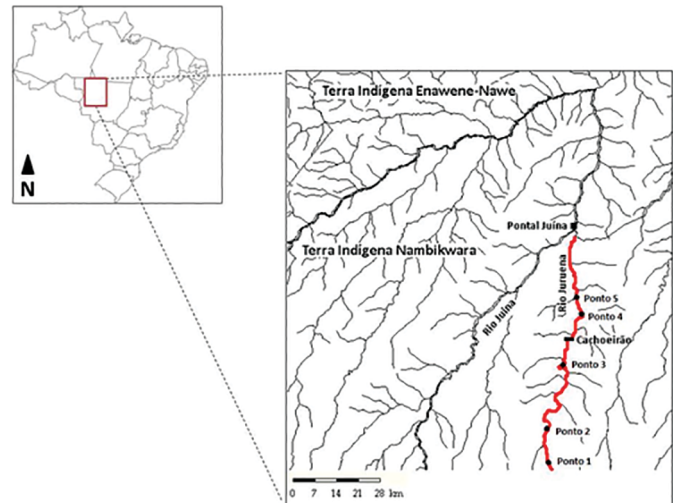 N
Terra Indígena Enawene-Nawe
Pontal Juína
Terra Indígena Nambikwara
Rio Juruena
Rio Juína
Ponto 5
Ponto 4
Cachoeirão
Ponto 3
Ponto 2
Ponto 1
0 7 14 21 28 km